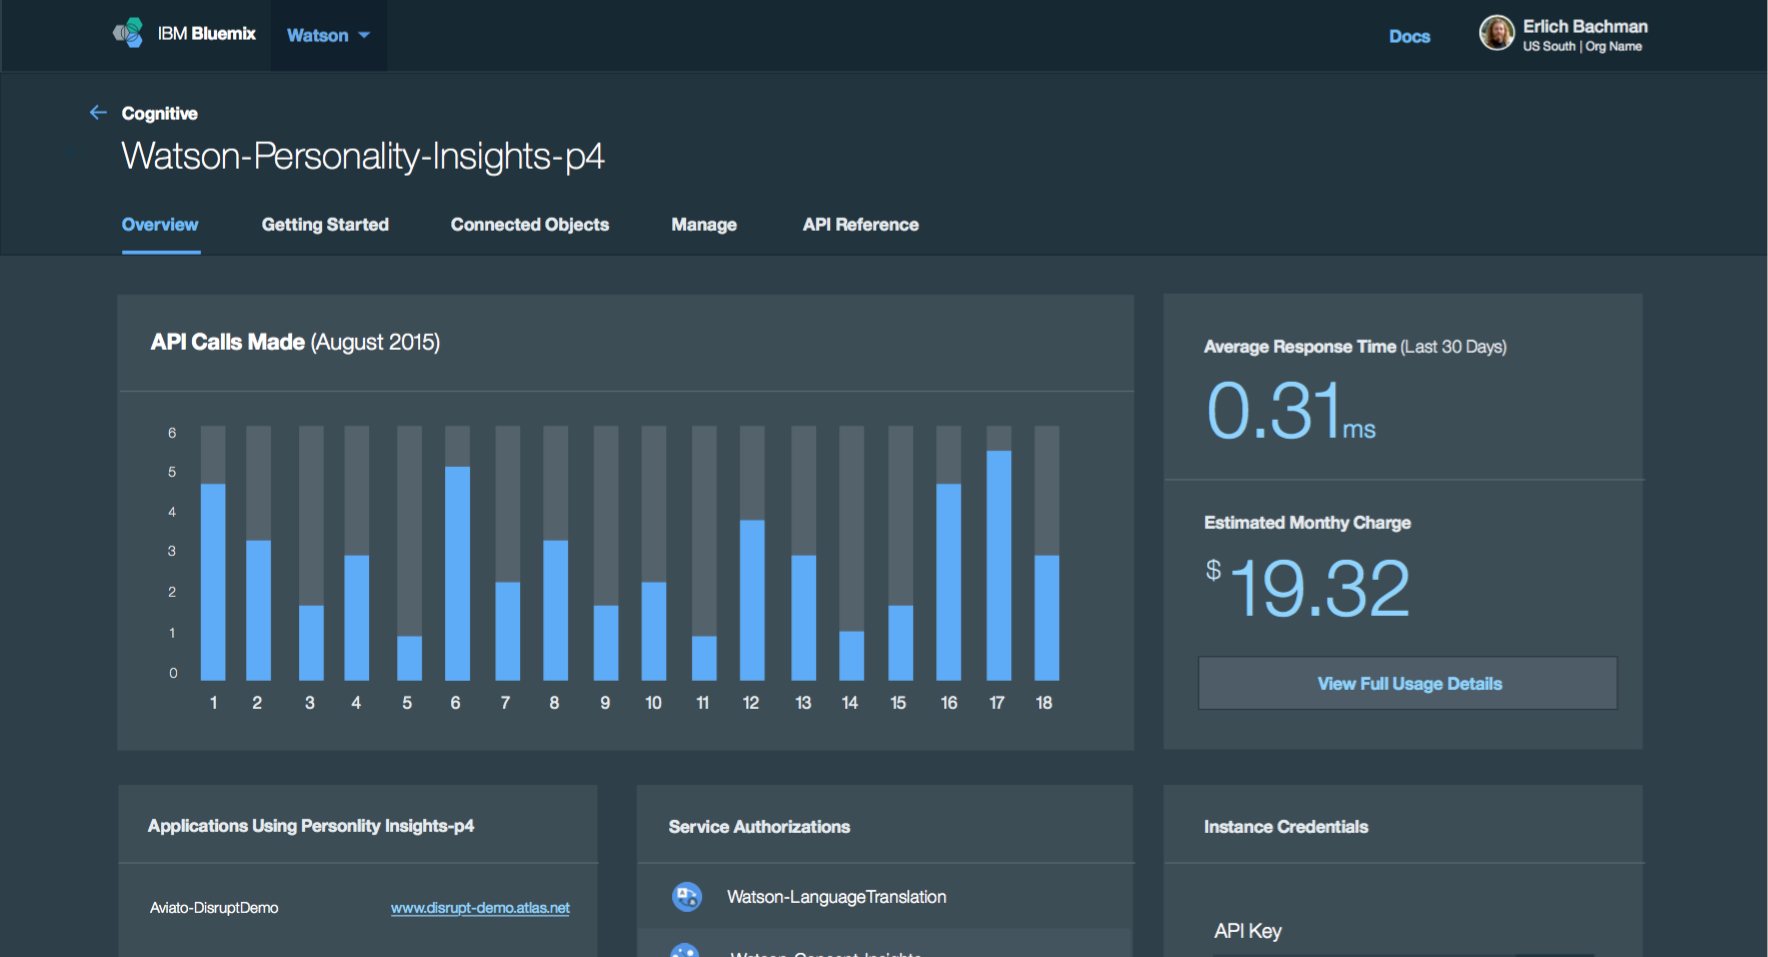 IBM Bluemix
Watson
Docs
Erlich Bachman
US South | Org Name
Cognitive
Watson-Personality-Insights-p4
Overview
Getting Started
Connected Objects
Manage
API Reference
API Calls Made (August 2015)
6
5
4
3
2
1
0
1 2 3 4 5 6 7 8 9 10 11 12 13 14 15 16 17 18
Average Response Time (Last 30 Days)
0.31ms
Estimated Monthy Charge
$19.32
View Full Usage Details
Applications Using Personlity Insights-p4
Aviato-DisruptDemo
www.disrupt-demo.atlas.net
Service Authorizations
Watson-LanguageTranslation
Watson-Concept-Insights
Instance Credentials
API Key